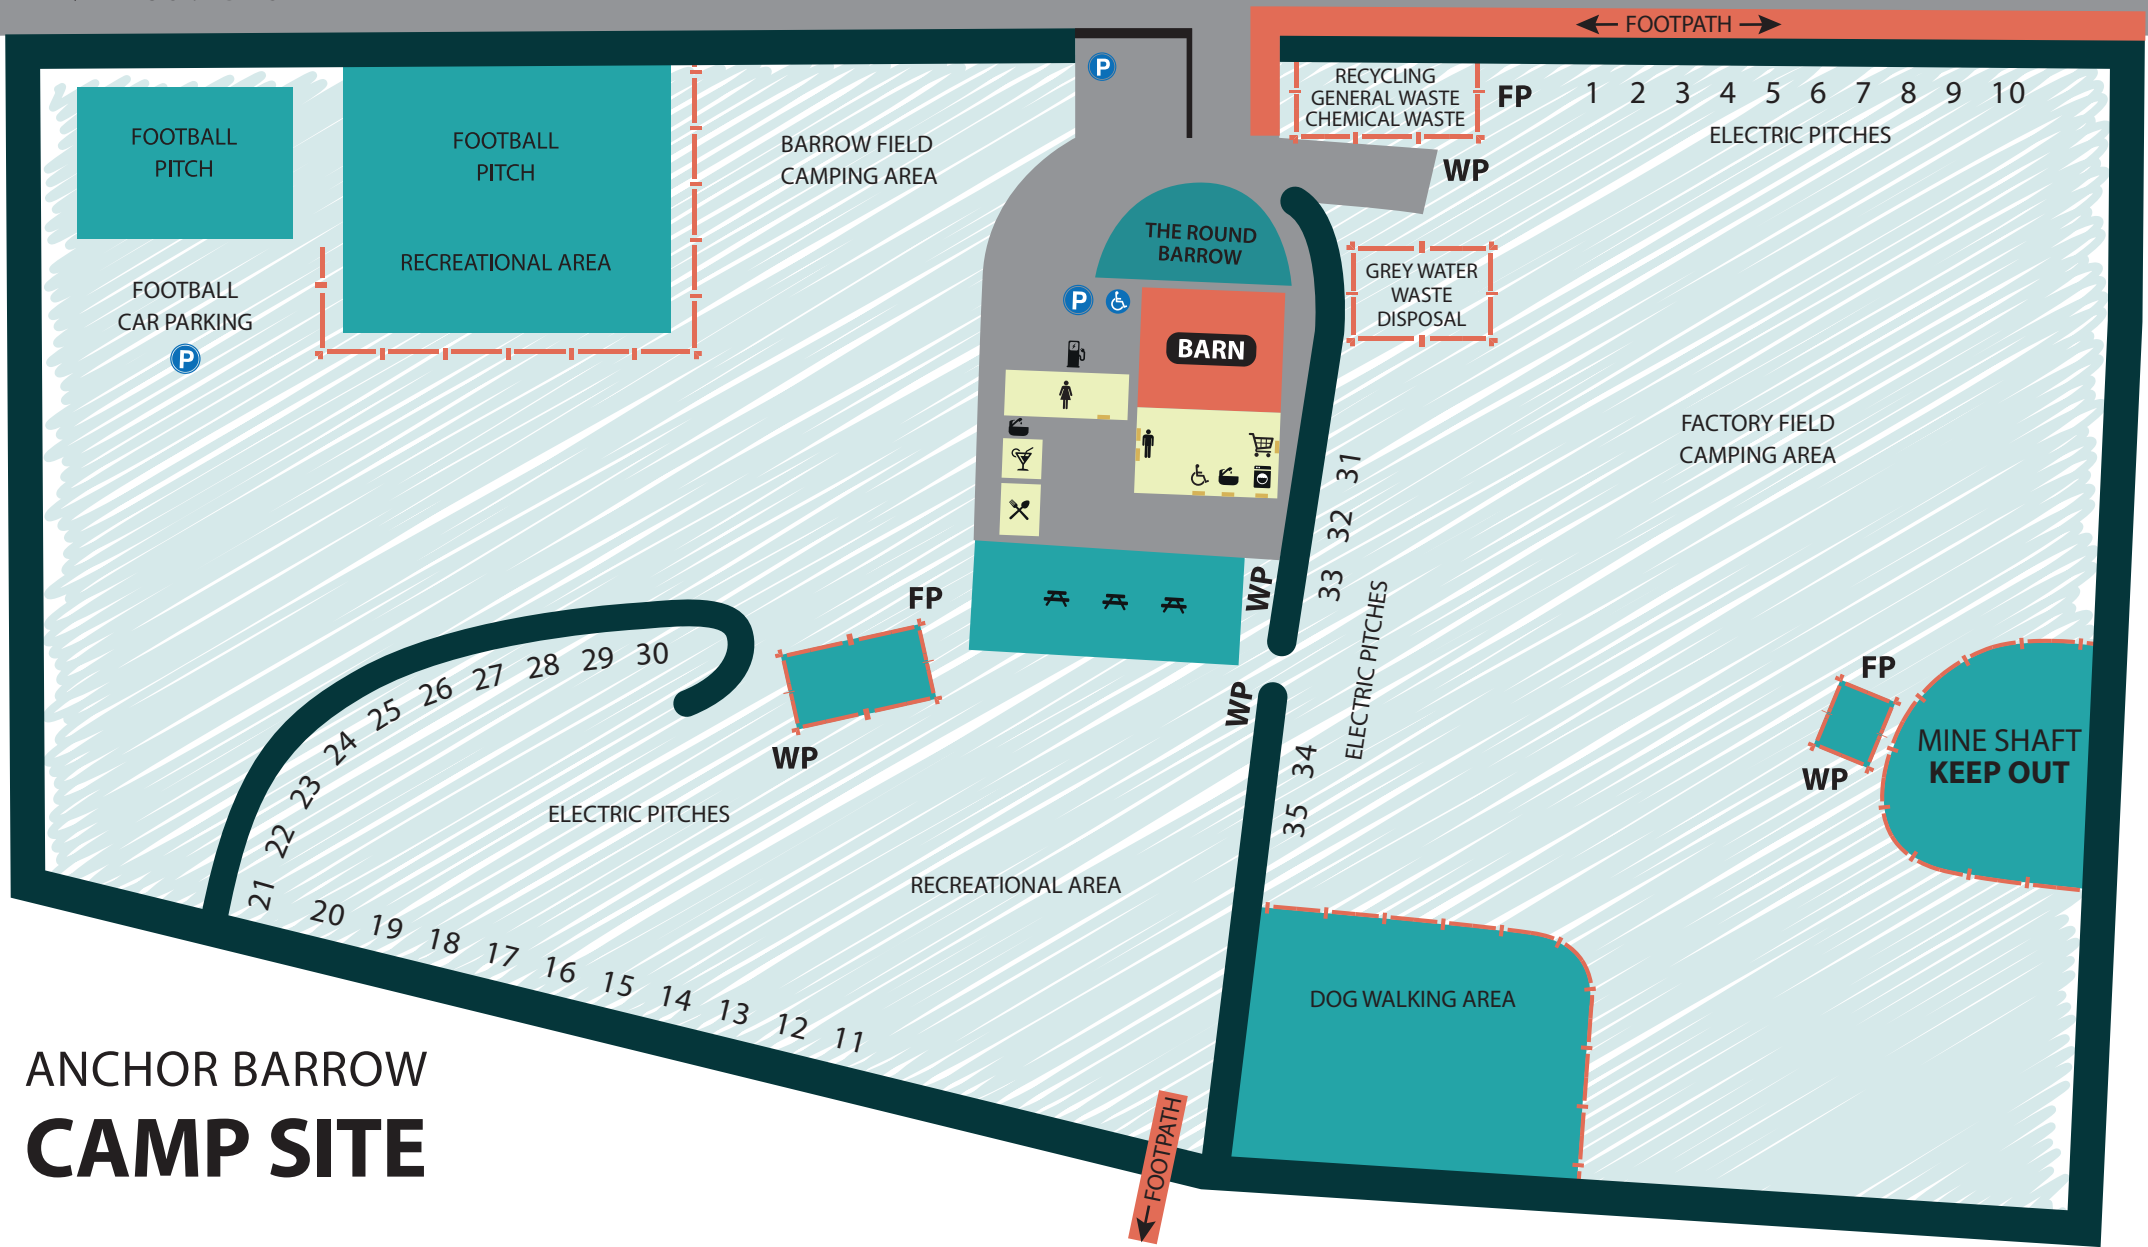 FOOTPATH
RECYCLING
GENERAL WASTE
CHEMICAL WASTE
FP
1 2 3 4 5 6 7 8 9 10
ELECTRIC PITCHES
P
FOOTBALL
PITCH
FOOTBALL
PITCH
RECREATIONAL AREA
BARROW FIELD
CAMPING AREA
WP
THE ROUND
BARROW
GREY WATER
WASTE
DISPOSAL
FOOTBALL
CAR PARKING
P
P
BARN
FACTORY FIELD
CAMPING AREA
31
32
33
WP
ELECTRIC PITCHES
WP
34
35
FP
WP
30
29
28
27
26
25
24
23
22
21
ELECTRIC PITCHES
RECREATIONAL AREA
20 19 18 17 16 15 14 13 12 11
FP
WP
MINE SHAFT
KEEP OUT
DOG WALKING AREA
FOOTPATH
ANCHOR BARROW
CAMP SITE